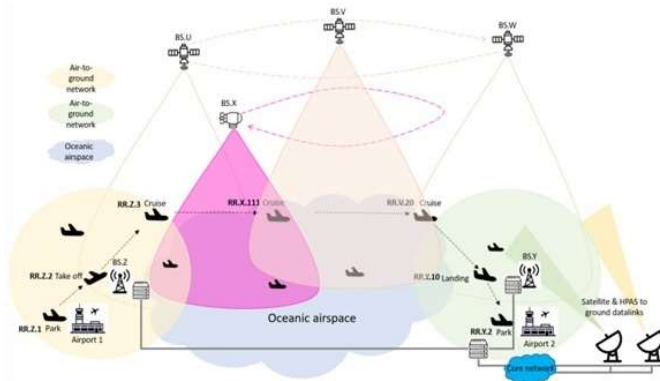 BS.V
BS.U
BS.W
Air-to-
ground
network
BS.X
Air-to-
ground
network
Oceanic
airspace
RR.Z.3 Cruise
RR.X.111 Cruise
RR.V.20 Cruise
BS.Z
RR.Z.2 Take off
BS.Y
RR.Y.10 Landing
Satellite & HPAS to
ground datalinks
RR.Z.1 Park
Airport 1
Oceanic airspace
RR.Y.2
Park
Airport 2
Core network